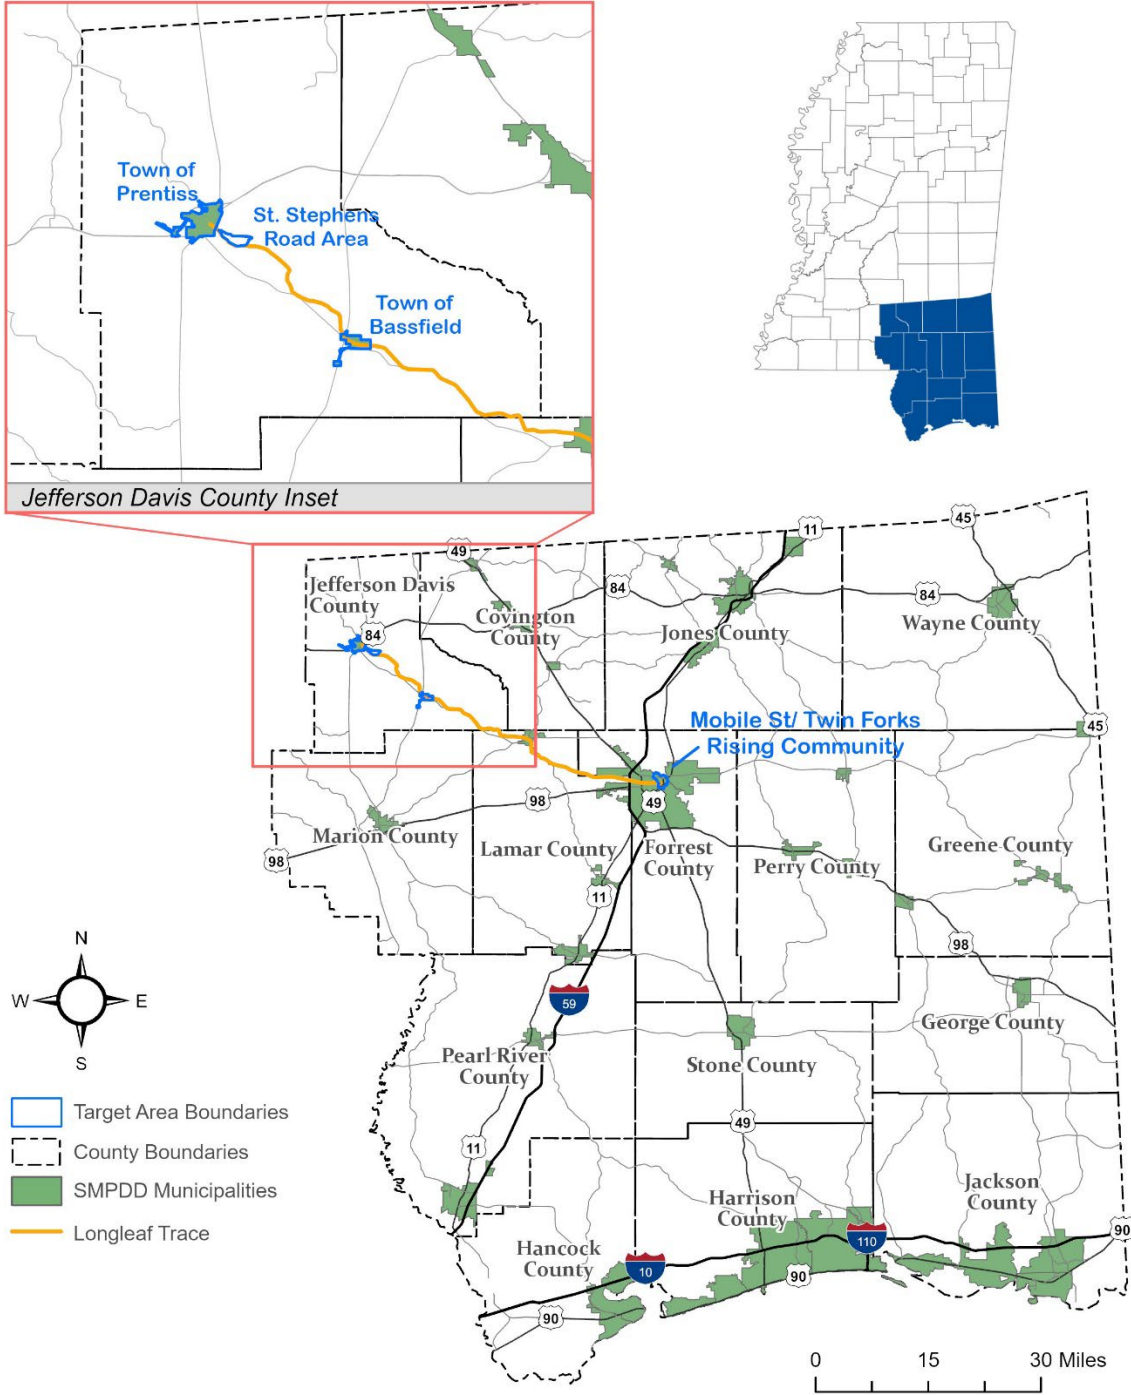 Town of
Prentiss
St. Stephens
Road Area
Town of
Bassfield
Jefferson Davis County Inset
45
11
49
Jefferson Davis
County
84
84
84
Covington
County
Jones County
Wayne County
84
45
Mobile St/ Twin Forks
Rising Community
98
49
Marion County
98
Lamar County
Forrest
County
Perry County
Greene County
11
98
N
W
E
S
59
George County
Pearl River
County
Stone County
Target Area Boundaries
County Boundaries
SMPDD Municipalities
Longleaf Trace
11
49
Harrison
County
Jackson
County
Hancock
County
110
90
10
90
90
0 15 30 Miles